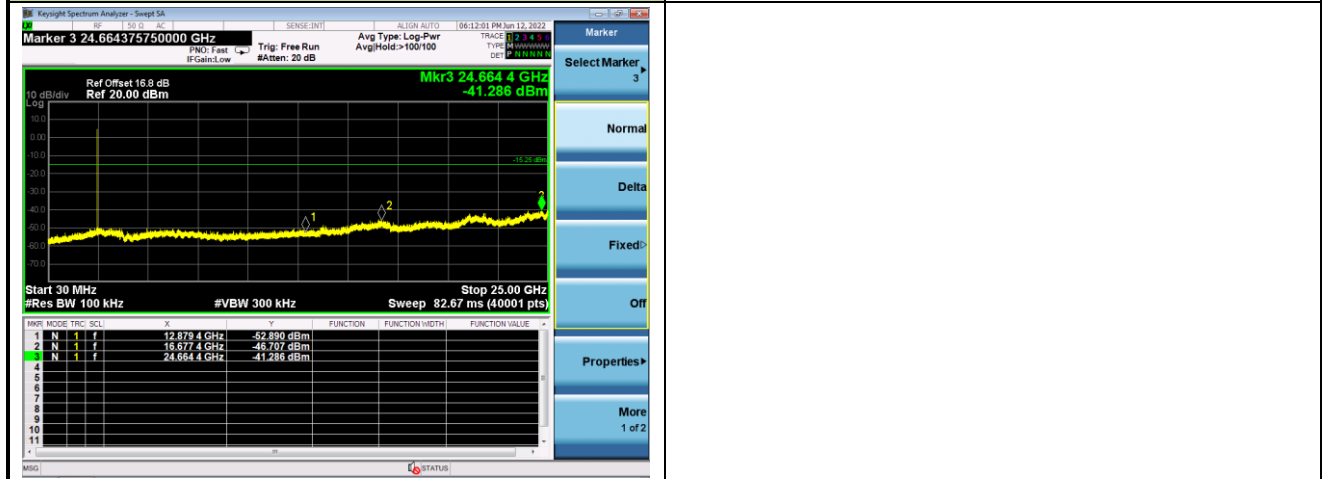 Keysight Spectrum Analyzer - Swept SA
RF 50 Ω AC SENSE:INT ALIGN AUTO 06:12:01 PM Jun 12, 2022
Marker 3 24.664375750000 GHz
PNO: Fast
IFGain:Low
Trig: Free Run
#Atten: 20 dB
Avg Type: Log-Pwr
Avg|Hold:>100/100
TRACE 1 2 3 4 5 6
TYPE M W W W W W
DET P N N N N N
Marker
Select Marker
3
Normal
Delta
Fixed
Off
Properties
More
1 of 2
Mkr3 24.664 4 GHz
-41.286 dBm
Ref Offset 16.8 dB
10 dB/div Ref 20.00 dBm
Log
10.0
0.00
-10.0
-15.25 dBm
-20.0
-30.0
-40.0
-50.0
-60.0
-70.0
1
2
Start 30 MHz Stop 25.00 GHz
#Res BW 100 kHz #VBW 300 kHz Sweep 82.67 ms (40001 pts)
MKR MODE TRC SCL X Y FUNCTION FUNCTION WIDTH FUNCTION VALUE
1 N 1 f 12.879 4 GHz -52.890 dBm
2 N 1 f 16.677 4 GHz -46.707 dBm
3 N 1 f 24.664 4 GHz -41.286 dBm
4
5
6
7
8
9
10
11
MSG STATUS